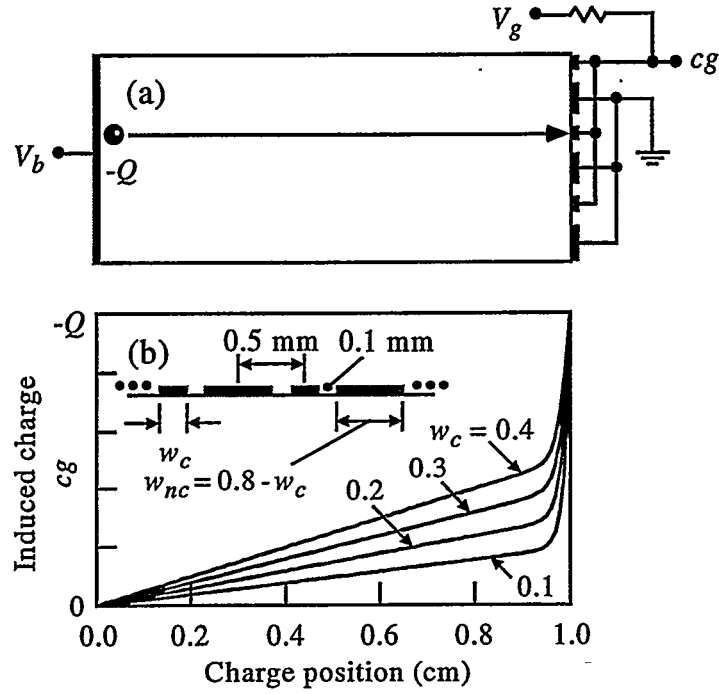 V_g
cg
(a)
V_b
-Q
-Q
(b)
0.5 mm
0.1 mm
w_c
w_nc = 0.8 - w_c
w_c = 0.4
0.3
0.2
0.1
0
0.0
0.2
0.4
0.6
0.8
1.0
Charge position (cm)
Induced charge
cg